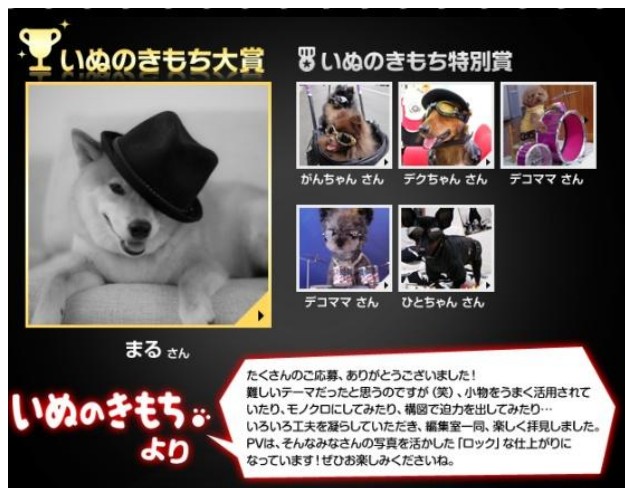 いぬのきもち大賞
いぬのきもち特別賞
がんちゃん さん
デクちゃん さん
デコママ さん
デコママ さん
ひとちゃん さん
まる さん
いぬのきもち
より
たくさんのご応募、ありがとうございました!
難しいテーマだったと思うのですが(笑)、小物をうまく活用されて
いたり、モノクロにしてみたり、構図で迫力を出してみたり…
いろいろ工夫を凝らしていただき、編集室一同、楽しく拝見しました。
PVは、そんなみなさんの写真を活かした「ロック」な仕上がりに
なっています!ぜひお楽しみくださいね。